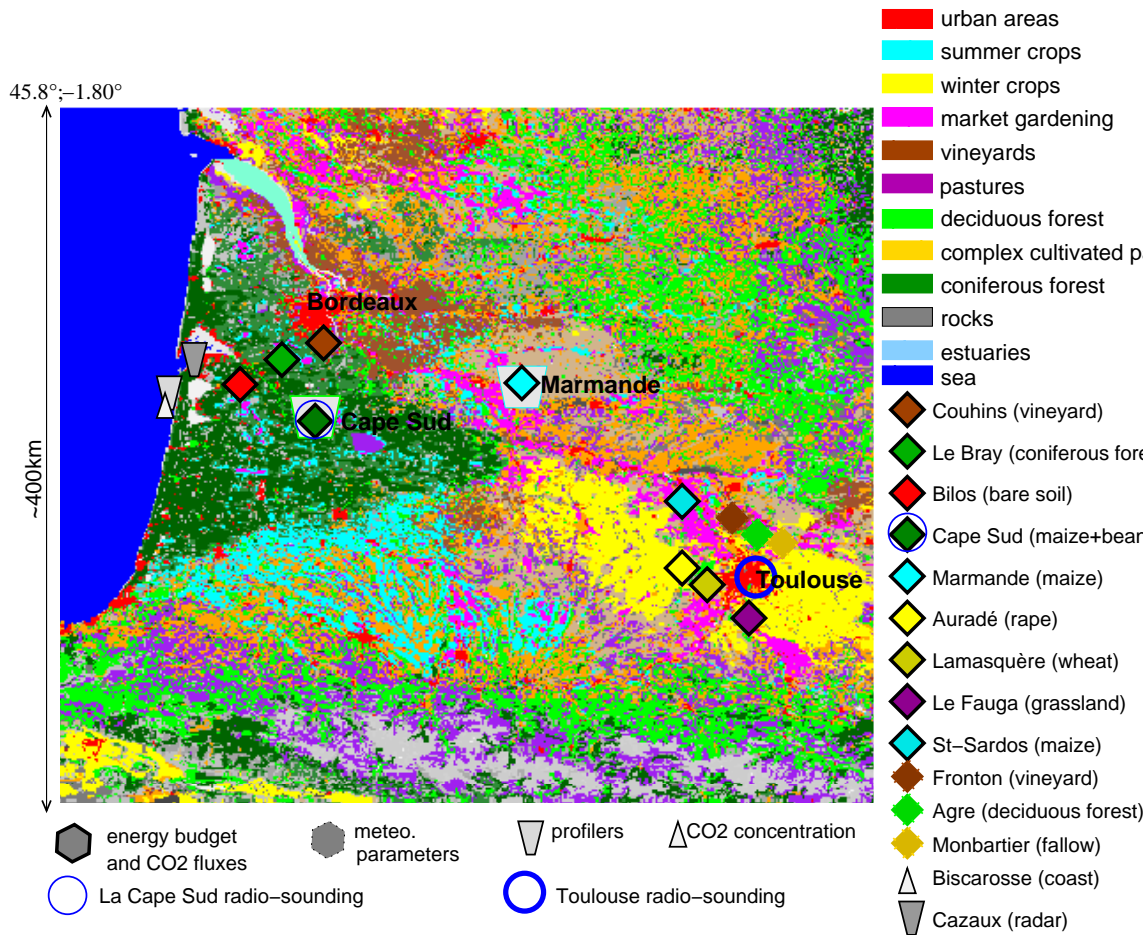 urban areas
summer crops
winter crops
45.8°;–1.80°
market gardening
vineyards
pastures
deciduous forest
complex cultivated p
coniferous forest
rocks
estuaries
sea
Bordeaux
Marmande
Cape Sud
Toulouse
~400km
Couhins (vineyard)
Le Bray (coniferous fore
Bilos (bare soil)
Cape Sud (maize+bean
Marmande (maize)
Auradé (rape)
Lamasquère (wheat)
Le Fauga (grassland)
St–Sardos (maize)
Fronton (vineyard)
Agre (deciduous forest)
Monbartier (fallow)
Biscarosse (coast)
Cazaux (radar)
energy budget
and CO2 fluxes
meteo.
parameters
profilers
CO2 concentration
La Cape Sud radio–sounding
Toulouse radio–sounding